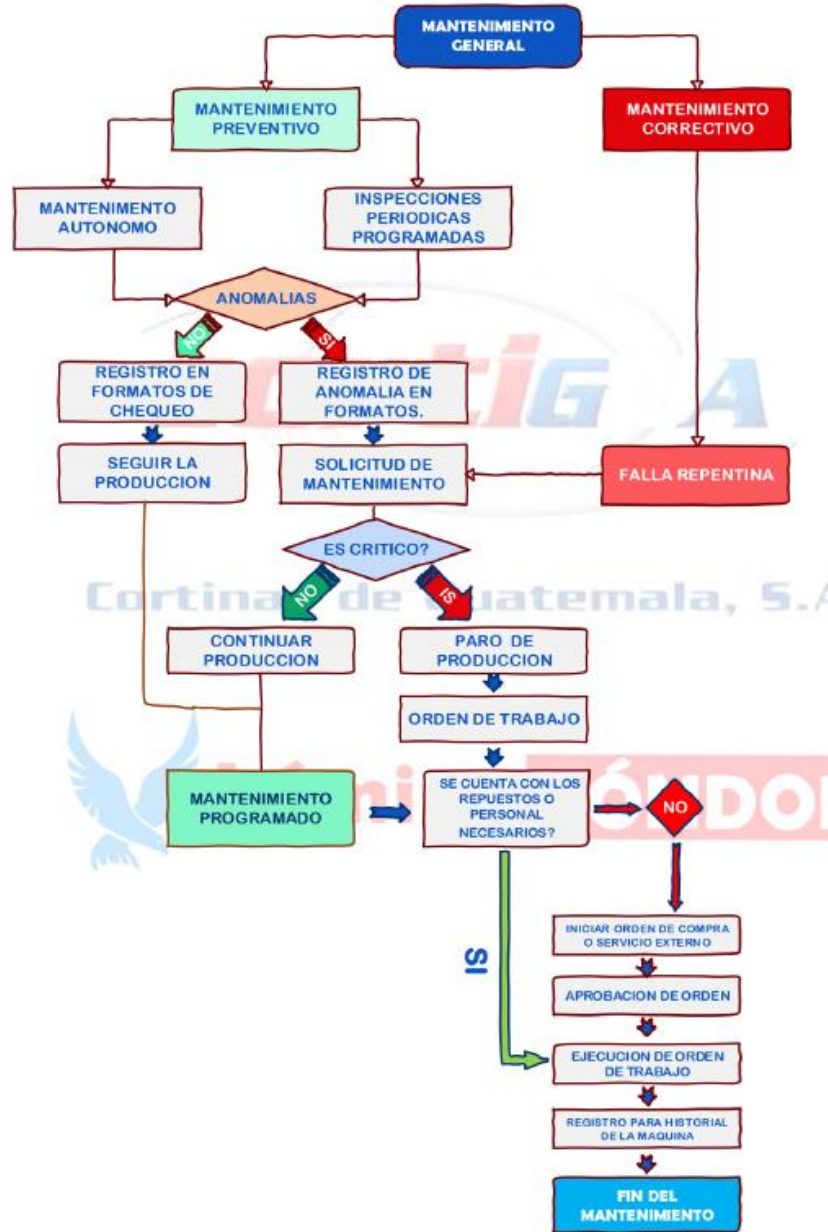 MANTENIMIENTO
GENERAL
MANTENIMIENTO
PREVENTIVO
MANTENIMIENTO
CORRECTIVO
MANTENIMENTO
AUTONOMO
INSPECCIONES
PERIODICAS
PROGRAMADAS
ANOMALIAS
NO
SI
REGISTRO EN
FORMATOS DE
CHEQUEO
REGISTRO DE
ANOMALIA EN
FORMATOS.
SEGUIR LA
PRODUCCION
SOLICITUD DE
MANTENIMIENTO
FALLA REPENTINA
ES CRITICO?
NO
SI
Cortinas de Guatemala, S.A
CONTINUAR
PRODUCCION
PARO DE
PRODUCCION
ORDEN DE TRABAJO
MANTENIMIENTO
PROGRAMADO
SE CUENTA CON LOS
REPUESTOS O
PERSONAL
NECESARIOS?
NO
SI
INICIAR ORDEN DE COMPRA
O SERVICIO EXTERNO
APROBACION DE ORDEN
EJECUCION DE ORDEN
DE TRABAJO
REGISTRO PARA HISTORIAL
DE LA MAQUINA
FIN DEL
MANTENIMIENTO